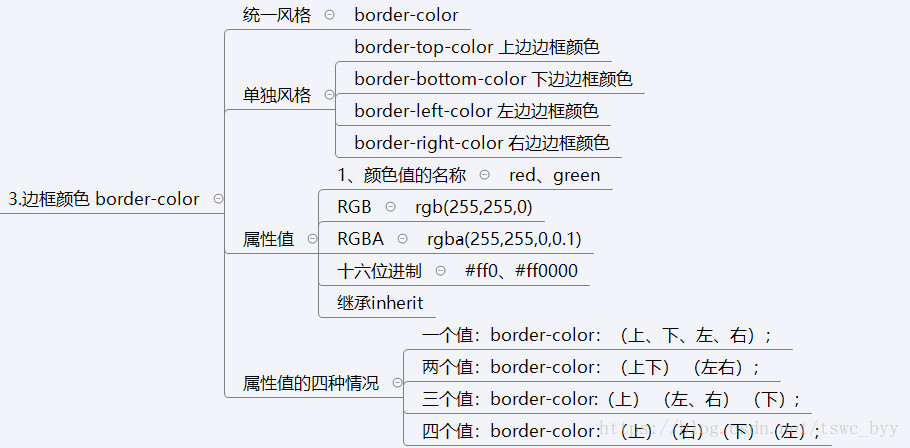 3.边框颜色 border-color
统一风格 border-color
单独风格
border-top-color 上边边框颜色
border-bottom-color 下边边框颜色
border-left-color 左边边框颜色
border-right-color 右边边框颜色
属性值
1、颜色值的名称 red、green
RGB rgb(255,255,0)
RGBA rgba(255,255,0,0.1)
十六位进制 #ff0、#ff0000
继承inherit
属性值的四种情况
一个值：border-color：（上、下、左、右）；
两个值：border-color：（上下）（左右）；
三个值：border-color:（上）（左、右）（下）；
四个值：border-color：（上）（右）（下）（左）；
https://blog.csdn.net/tswc_byy